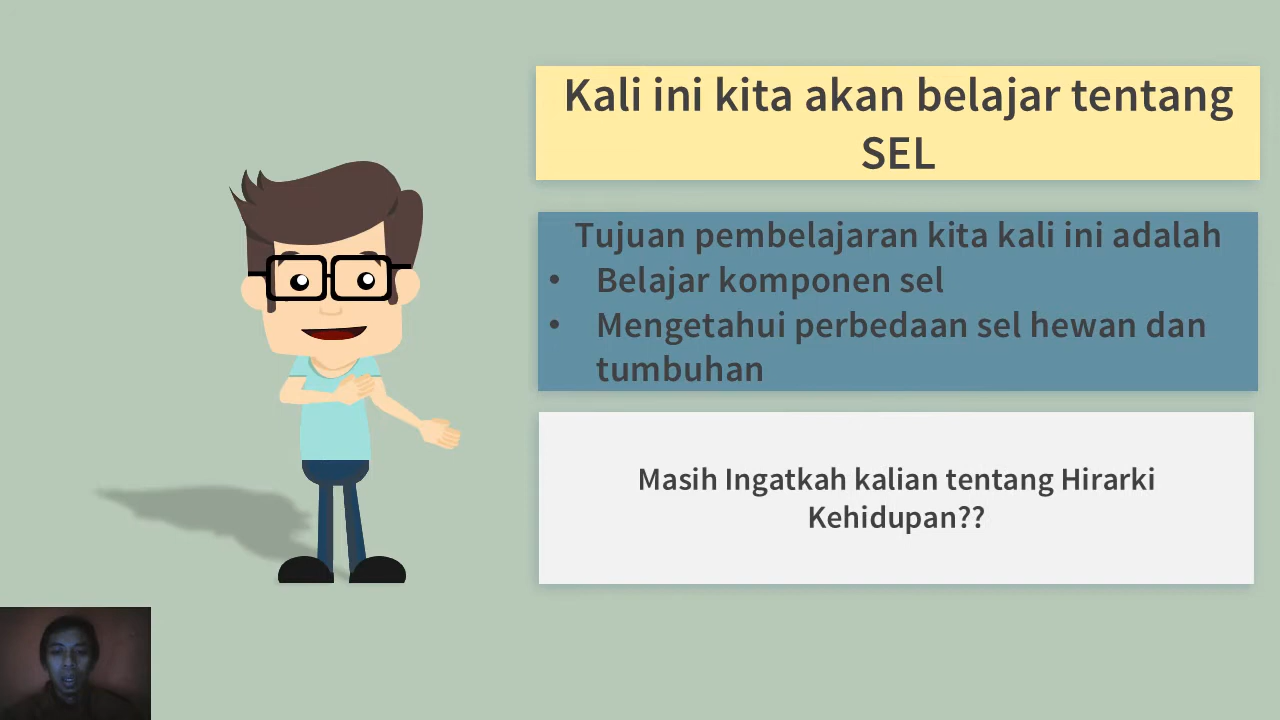 Kali ini kita akan belajar tentang
SEL
Tujuan pembelajaran kita kali ini adalah
• Belajar komponen sel
• Mengetahui perbedaan sel hewan dan
tumbuhan
Masih Ingatkah kalian tentang Hirarki
Kehidupan??